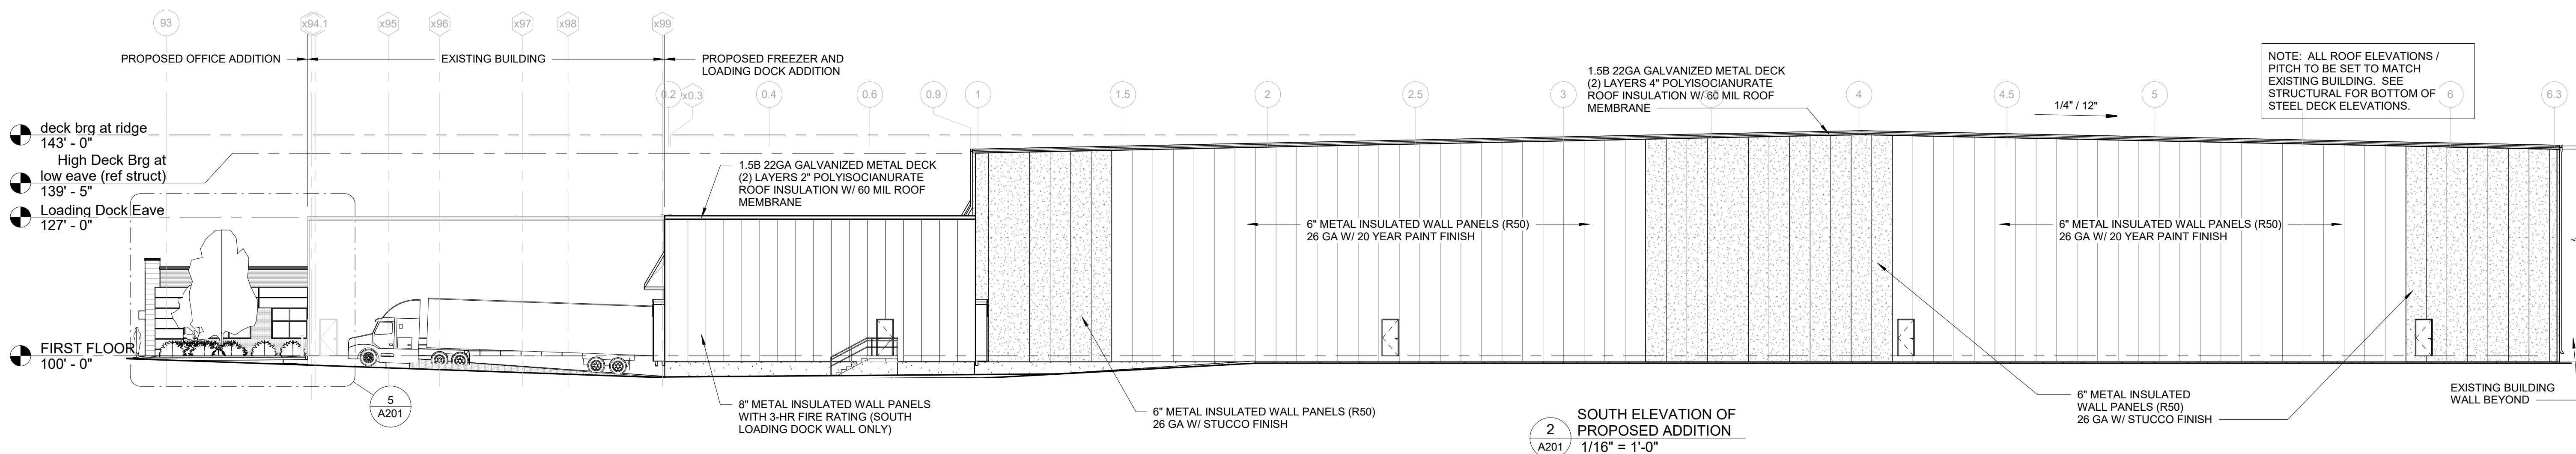 93
x94.1
x95
x96
x97
x98
x99
PROPOSED OFFICE ADDITION
EXISTING BUILDING
PROPOSED FREEZER AND
LOADING DOCK ADDITION
0.2
x0.3
0.4
0.6
0.9
1
1.5
2
2.5
3
4
4.5
5
6
6.3
1.5B 22GA GALVANIZED METAL DECK
(2) LAYERS 4" POLYISOCIANURATE
ROOF INSULATION W/ 60 MIL ROOF
MEMBRANE
NOTE:  ALL ROOF ELEVATIONS /
PITCH TO BE SET TO MATCH
EXISTING BUILDING.  SEE
STRUCTURAL FOR BOTTOM OF
STEEL DECK ELEVATIONS.
1/4" / 12"
deck brg at ridge
143' - 0"
High Deck Brg at
low eave (ref struct)
139' - 5"
Loading Dock Eave
127' - 0"
FIRST FLOOR
100' - 0"
1.5B 22GA GALVANIZED METAL DECK
(2) LAYERS 2" POLYISOCIANURATE
ROOF INSULATION W/ 60 MIL ROOF
MEMBRANE
6" METAL INSULATED WALL PANELS (R50)
26 GA W/ 20 YEAR PAINT FINISH
6" METAL INSULATED WALL PANELS (R50)
26 GA W/ 20 YEAR PAINT FINISH
5
A201
8" METAL INSULATED WALL PANELS
WITH 3-HR FIRE RATING (SOUTH
LOADING DOCK WALL ONLY)
6" METAL INSULATED WALL PANELS (R50)
26 GA W/ STUCCO FINISH
2
A201
SOUTH ELEVATION OF
PROPOSED ADDITION
1/16" = 1'-0"
6" METAL INSULATED
WALL PANELS (R50)
26 GA W/ STUCCO FINISH
EXISTING BUILDING
WALL BEYOND